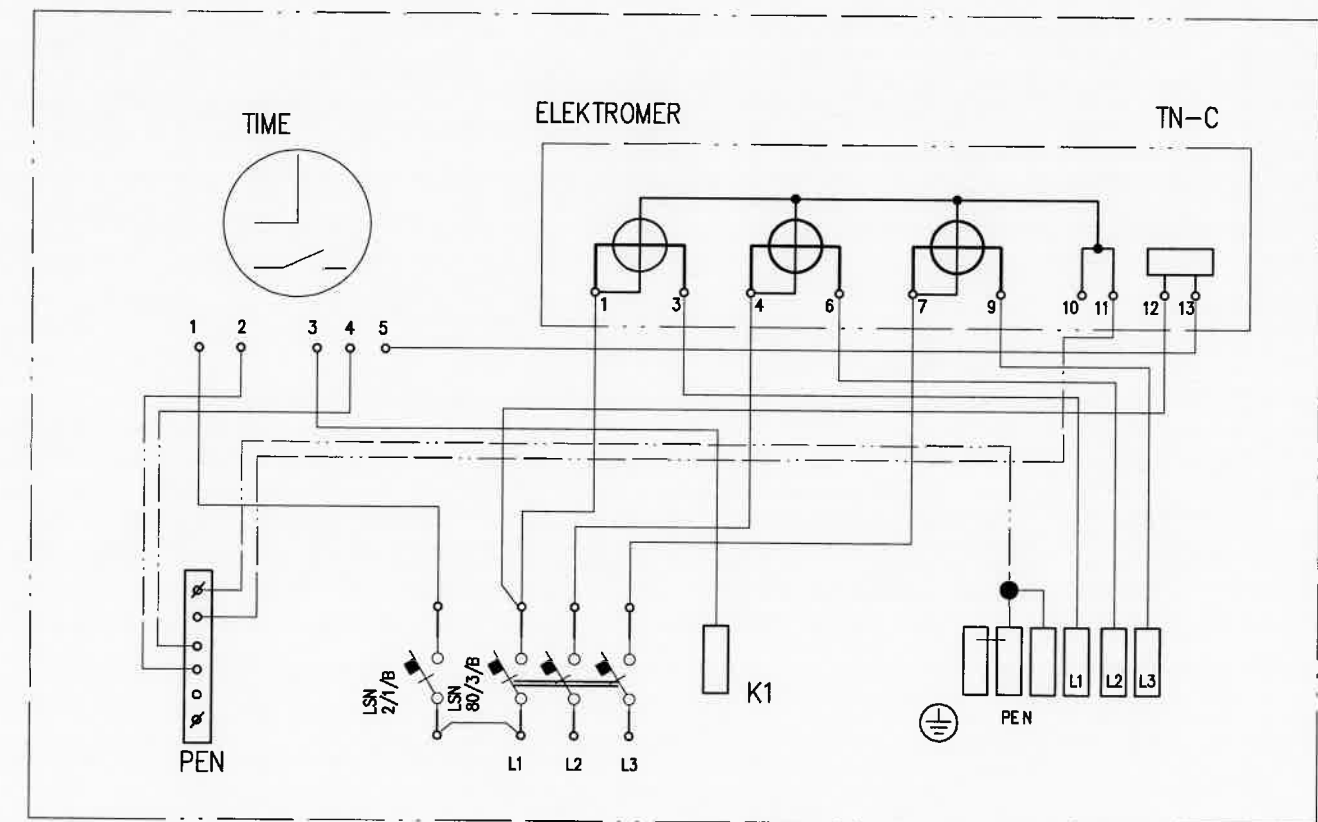 TIME
ELEKTROMER
TN-C
1 2 3 4 5
1 3 4 6 7 9 10 11 12 13
LSN 2/1/B
LSN 80/3/B
K1
L1 L2 L3
PEN
PEN
L1 L2 L3